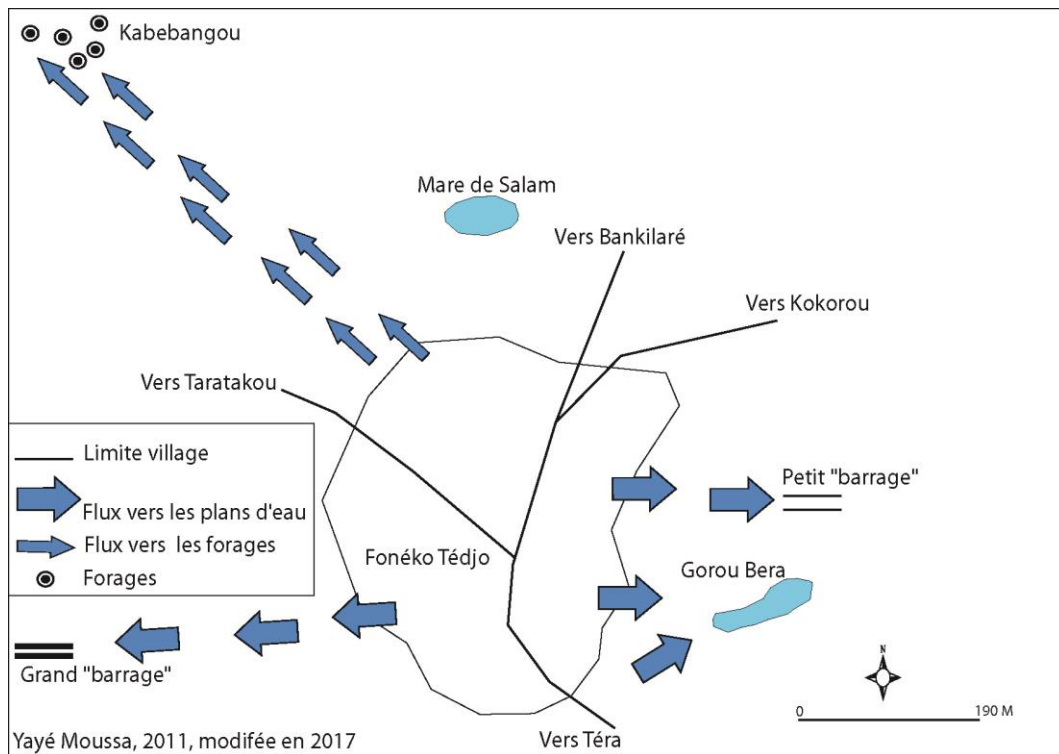 Kabebangou
Mare de Salam
Vers Bankilaré
Vers Kokorou
Vers Taratakou
Limite village
Flux vers les plans d'eau
Flux vers les forages
Forages
Petit "barrage"
Fonéko Tédjo
Gorou Bera
Grand "barrage"
N
0
190 M
Vers Téra
Yayé Moussa, 2011, modifée en 2017